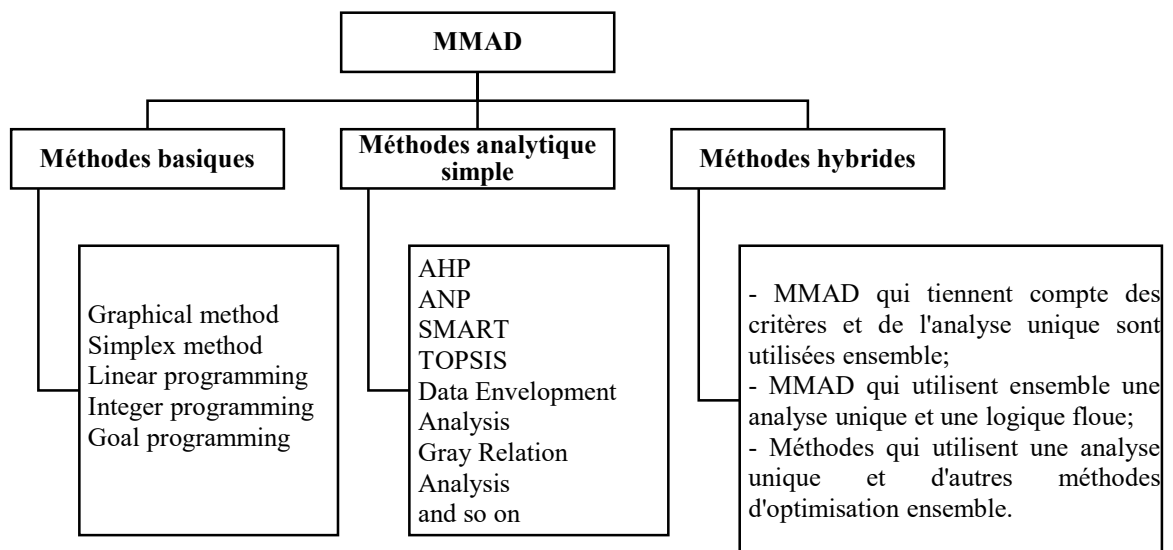 MMAD
Méthodes basiques
Méthodes analytique
simple
Méthodes hybrides
Graphical method
Simplex method
Linear programming
Integer programming
Goal programming
AHP
ANP
SMART
TOPSIS
Data Envelopment
Analysis
Gray Relation
Analysis
and so on
- MMAD qui tiennent compte des
critères et de l'analyse unique sont
utilisées ensemble;
- MMAD qui utilisent ensemble une
analyse unique et une logique floue;
- Méthodes qui utilisent une analyse
unique et d'autres méthodes
d'optimisation ensemble.